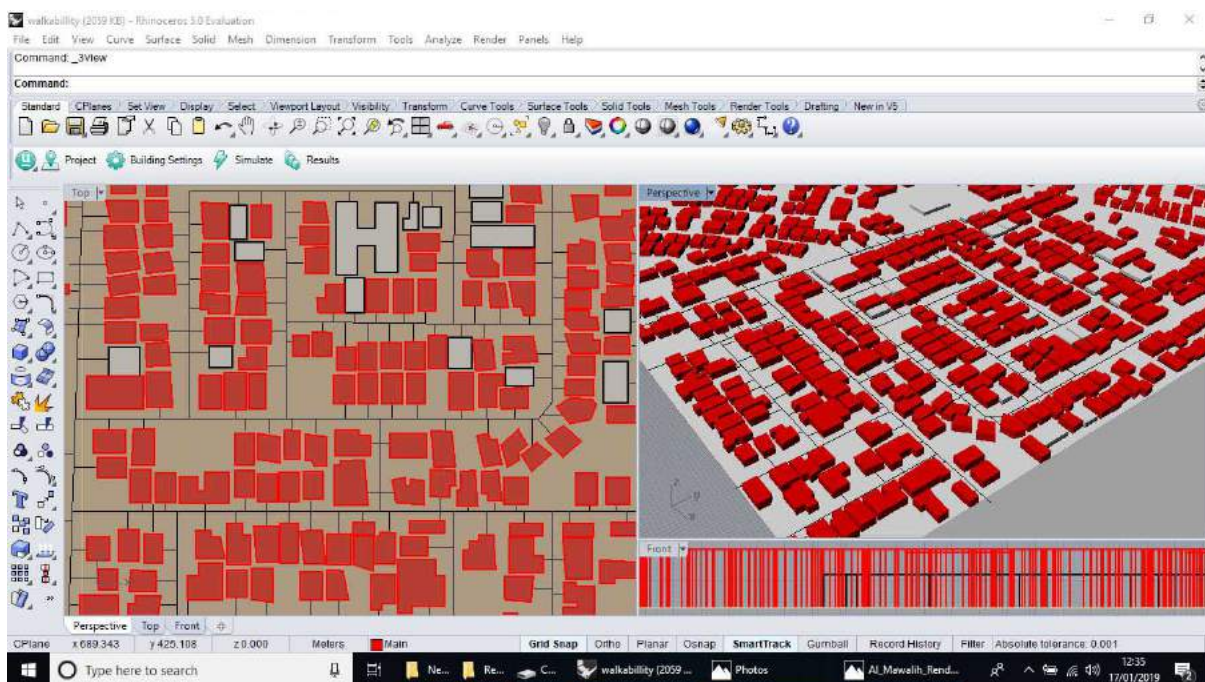 walkabillity (2059 KB) - Rhinoceros 5.0 Evaluation
File Edit View Curve Surface Solid Mesh Dimension Transform Tools Analyze Render Panels Help
Command: _3View
Command:
Standard CPlanes Set View Display Select Viewport Layout Visibility Transform Curve Tools Surface Tools Solid Tools Mesh Tools Render Tools Drafting New in V5
Project Building Settings Simulate Results
Top
Perspective
z
y
x
Front
Perspective Top Front
CPlane x 689.343 y 425.108 z 0.000 Meters Main Grid Snap Ortho Planar Osnap SmartTrack Gumball Record History Filter Absolute tolerance: 0.001
Type here to search Ne... Re... C... walkabillity (2059 ... Photos Al_Mawalih_Rend... 12:35
17/01/2019